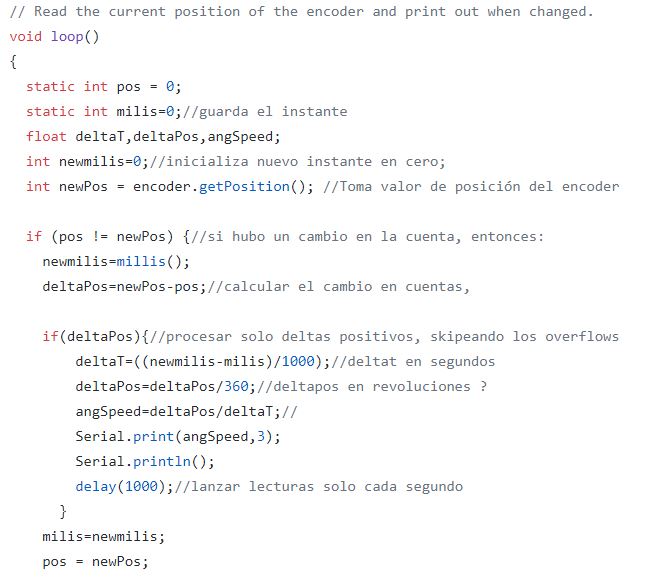 // Read the current position of the encoder and print out when changed.
void loop()
{
static int pos = 0;
static int milis=0;//guarda el instante
float deltaT,deltaPos,angSpeed;
int newmilis=0;//inicializa nuevo instante en cero;
int newPos = encoder.getPosition(); //Toma valor de posición del encoder
if (pos != newPos) {//si hubo un cambio en la cuenta, entonces:
newmilis=millis();
deltaPos=newPos-pos;//calcular el cambio en cuentas,
if(deltaPos){//procesar solo deltas positivos, skipeando los overflows
deltaT=((newmilis-milis)/1000);//deltat en segundos
deltaPos=deltaPos/360;//deltapos en revoluciones ?
angSpeed=deltaPos/deltaT;//
Serial.print(angSpeed,3);
Serial.println();
delay(1000);//lanzar lecturas solo cada segundo
}
milis=newmilis;
pos = newPos;